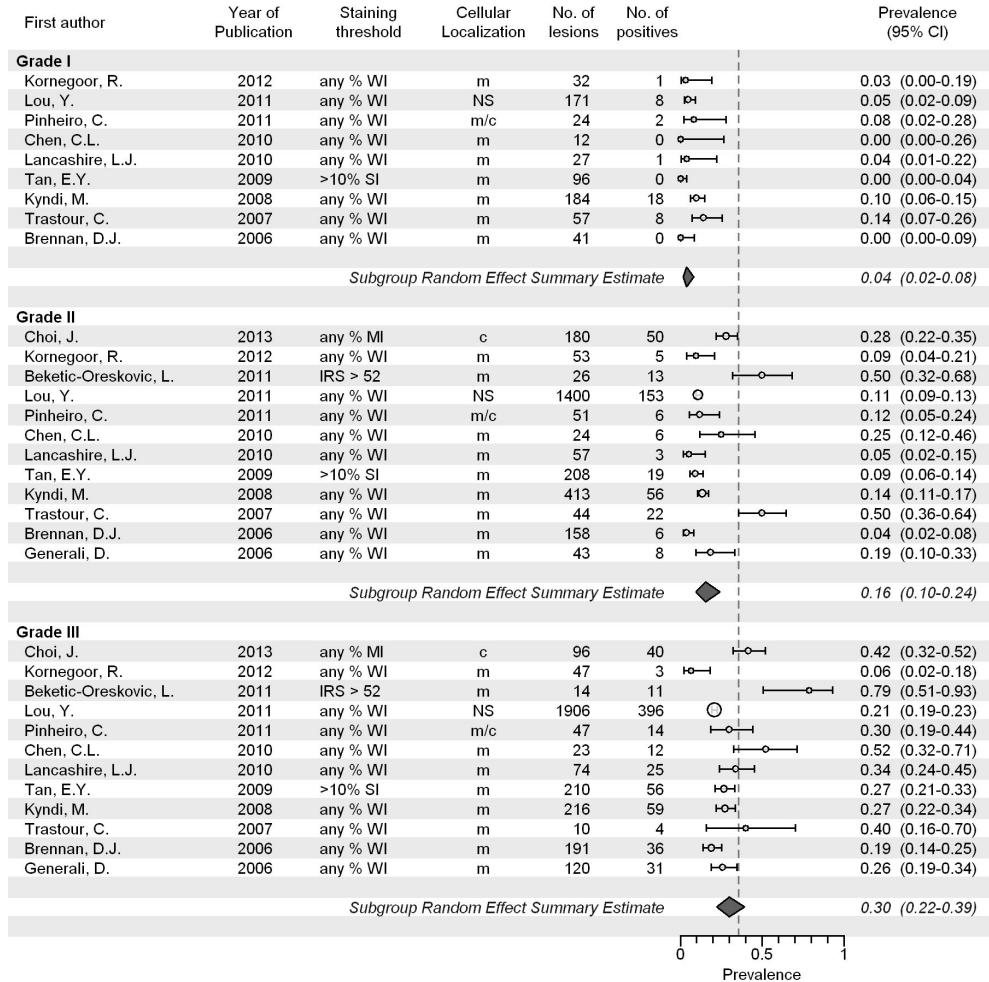 First author Year of Publication Staining threshold Cellular Localization No. of lesions No. of positives Prevalence (95% CI)
Grade I
Kornegoor, R. 2012 any % WI m 32 1 0.03 (0.00-0.19)
Lou, Y. 2011 any % WI NS 171 8 0.05 (0.02-0.09)
Pinheiro, C. 2011 any % WI m/c 24 2 0.08 (0.02-0.28)
Chen, C.L. 2010 any % WI m 12 0 0.00 (0.00-0.26)
Lancashire, L.J. 2010 any % WI m 27 1 0.04 (0.01-0.22)
Tan, E.Y. 2009 >10% SI m 96 0 0.00 (0.00-0.04)
Kyndi, M. 2008 any % WI m 184 18 0.10 (0.06-0.15)
Trastour, C. 2007 any % WI m 57 8 0.14 (0.07-0.26)
Brennan, D.J. 2006 any % WI m 41 0 0.00 (0.00-0.09)
Subgroup Random Effect Summary Estimate 0.04 (0.02-0.08)
Grade II
Choi, J. 2013 any % MI c 180 50 0.28 (0.22-0.35)
Kornegoor, R. 2012 any % WI m 53 5 0.09 (0.04-0.21)
Beketic-Oreskovic, L. 2011 IRS > 52 m 26 13 0.50 (0.32-0.68)
Lou, Y. 2011 any % WI NS 1400 153 0.11 (0.09-0.13)
Pinheiro, C. 2011 any % WI m/c 51 6 0.12 (0.05-0.24)
Chen, C.L. 2010 any % WI m 24 6 0.25 (0.12-0.46)
Lancashire, L.J. 2010 any % WI m 57 3 0.05 (0.02-0.15)
Tan, E.Y. 2009 >10% SI m 208 19 0.09 (0.06-0.14)
Kyndi, M. 2008 any % WI m 413 56 0.14 (0.11-0.17)
Trastour, C. 2007 any % WI m 44 22 0.50 (0.36-0.64)
Brennan, D.J. 2006 any % WI m 158 6 0.04 (0.02-0.08)
Generali, D. 2006 any % WI m 43 8 0.19 (0.10-0.33)
Subgroup Random Effect Summary Estimate 0.16 (0.10-0.24)
Grade III
Choi, J. 2013 any % MI c 96 40 0.42 (0.32-0.52)
Kornegoor, R. 2012 any % WI m 47 3 0.06 (0.02-0.18)
Beketic-Oreskovic, L. 2011 IRS > 52 m 14 11 0.79 (0.51-0.93)
Lou, Y. 2011 any % WI NS 1906 396 0.21 (0.19-0.23)
Pinheiro, C. 2011 any % WI m/c 47 14 0.30 (0.19-0.44)
Chen, C.L. 2010 any % WI m 23 12 0.52 (0.32-0.71)
Lancashire, L.J. 2010 any % WI m 74 25 0.34 (0.24-0.45)
Tan, E.Y. 2009 >10% SI m 210 56 0.27 (0.21-0.33)
Kyndi, M. 2008 any % WI m 216 59 0.27 (0.22-0.34)
Trastour, C. 2007 any % WI m 10 4 0.40 (0.16-0.70)
Brennan, D.J. 2006 any % WI m 191 36 0.19 (0.14-0.25)
Generali, D. 2006 any % WI m 120 31 0.26 (0.19-0.34)
Subgroup Random Effect Summary Estimate 0.30 (0.22-0.39)
0 0.5 1
Prevalence